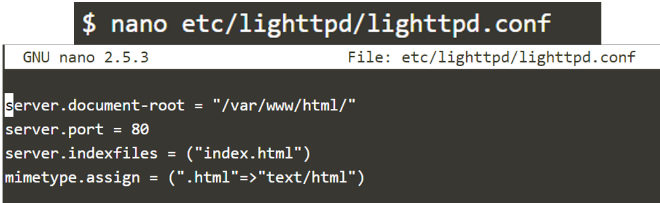 $ nano etc/lighttpd/lighttpd.conf
GNU nano 2.5.3 File: etc/lighttpd/lighttpd.conf
server.document-root = "/var/www/html/"
server.port = 80
server.indexfiles = ("index.html")
mimetype.assign = (".html"=>"text/html")